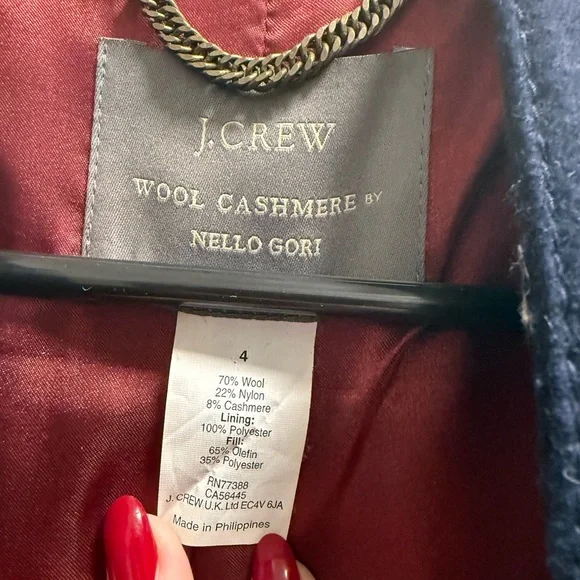 J.CREW
WOOL CASHMERE BY
NELLO GORI
4
70% Wool
22% Nylon
8% Cashmere
Lining:
100% Polyester
Fill:
65% Olefin
35% Polyester
RN77388
CA56445
J. CREW U.K. Ltd EC4V 6JA
Made in Philippines